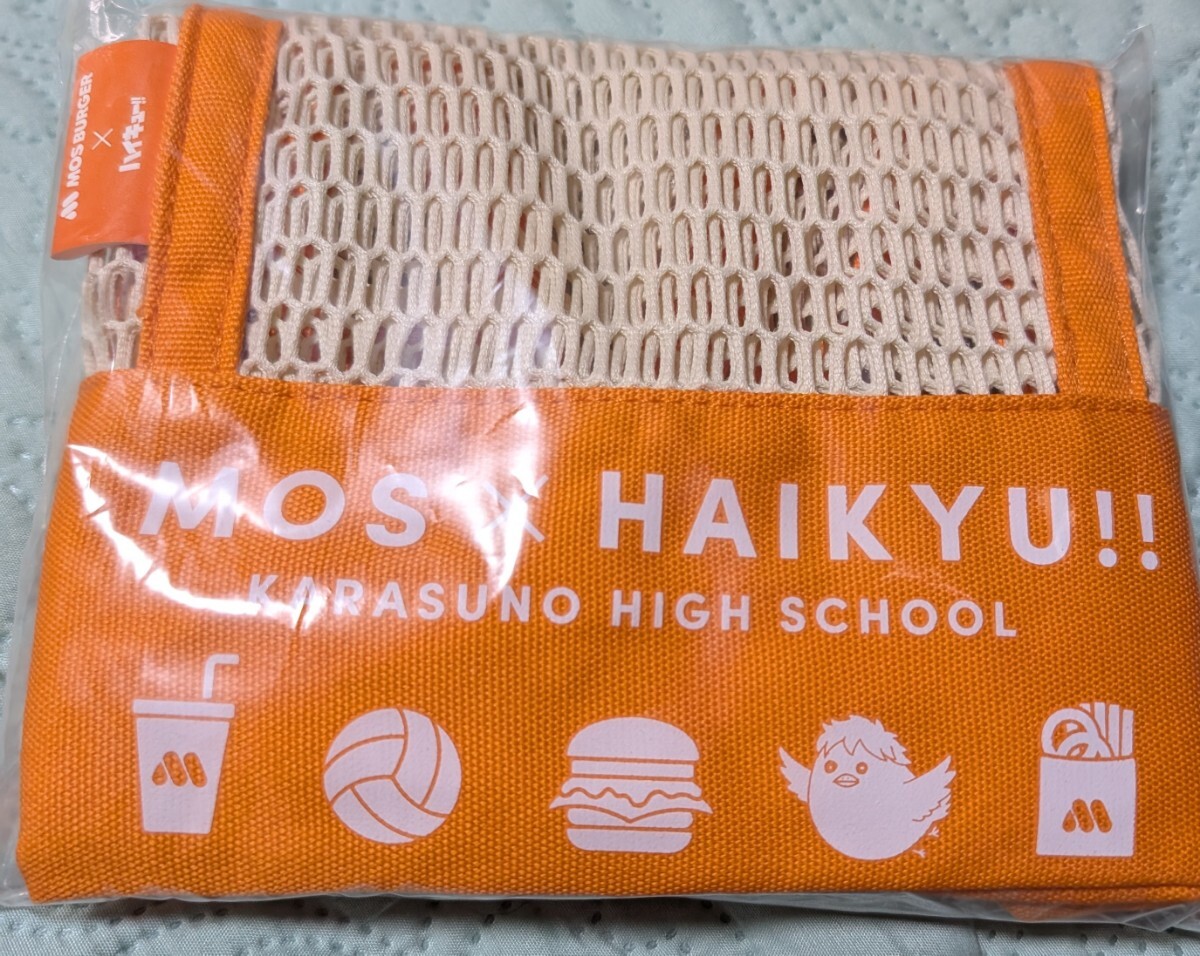 MOS BURGER
×
ハイキュー!!
MOS × HAIKYU!!
KARASUNO HIGH SCHOOL